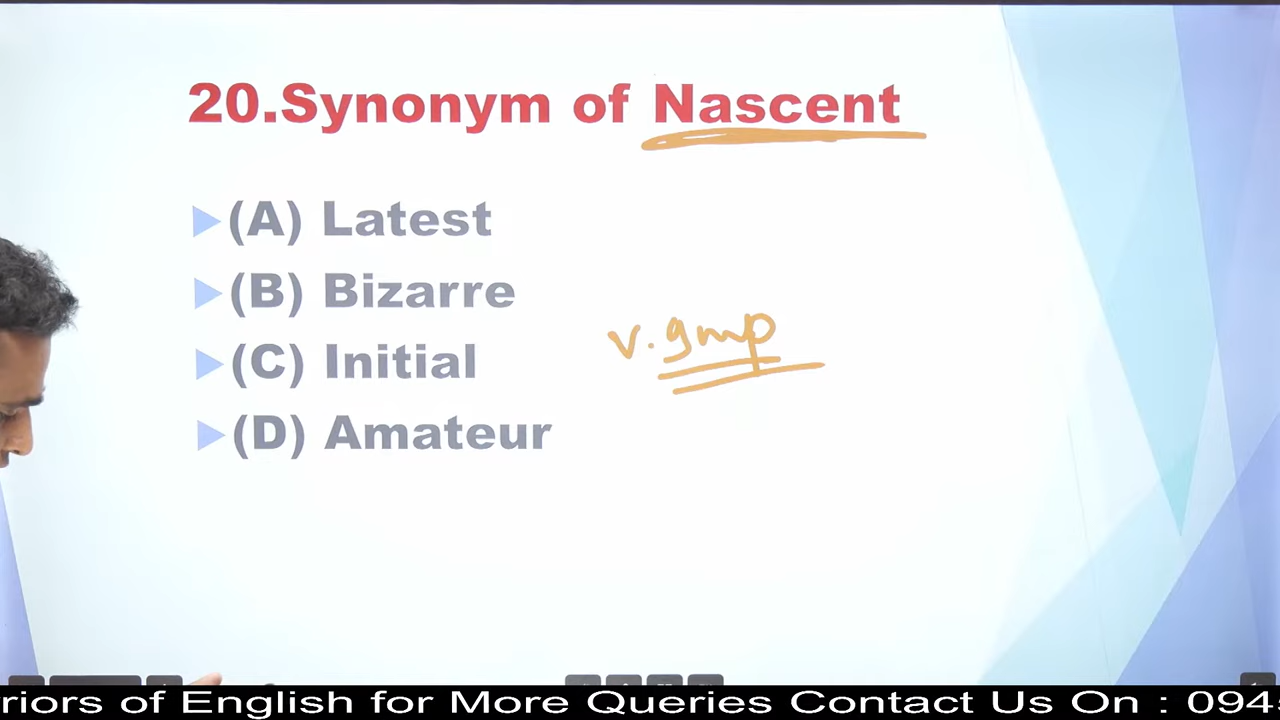 20.Synonym of Nascent
(A) Latest
(B) Bizarre
(C) Initial
(D) Amateur
v. Imp
riors of English for More Queries Contact Us On : 094